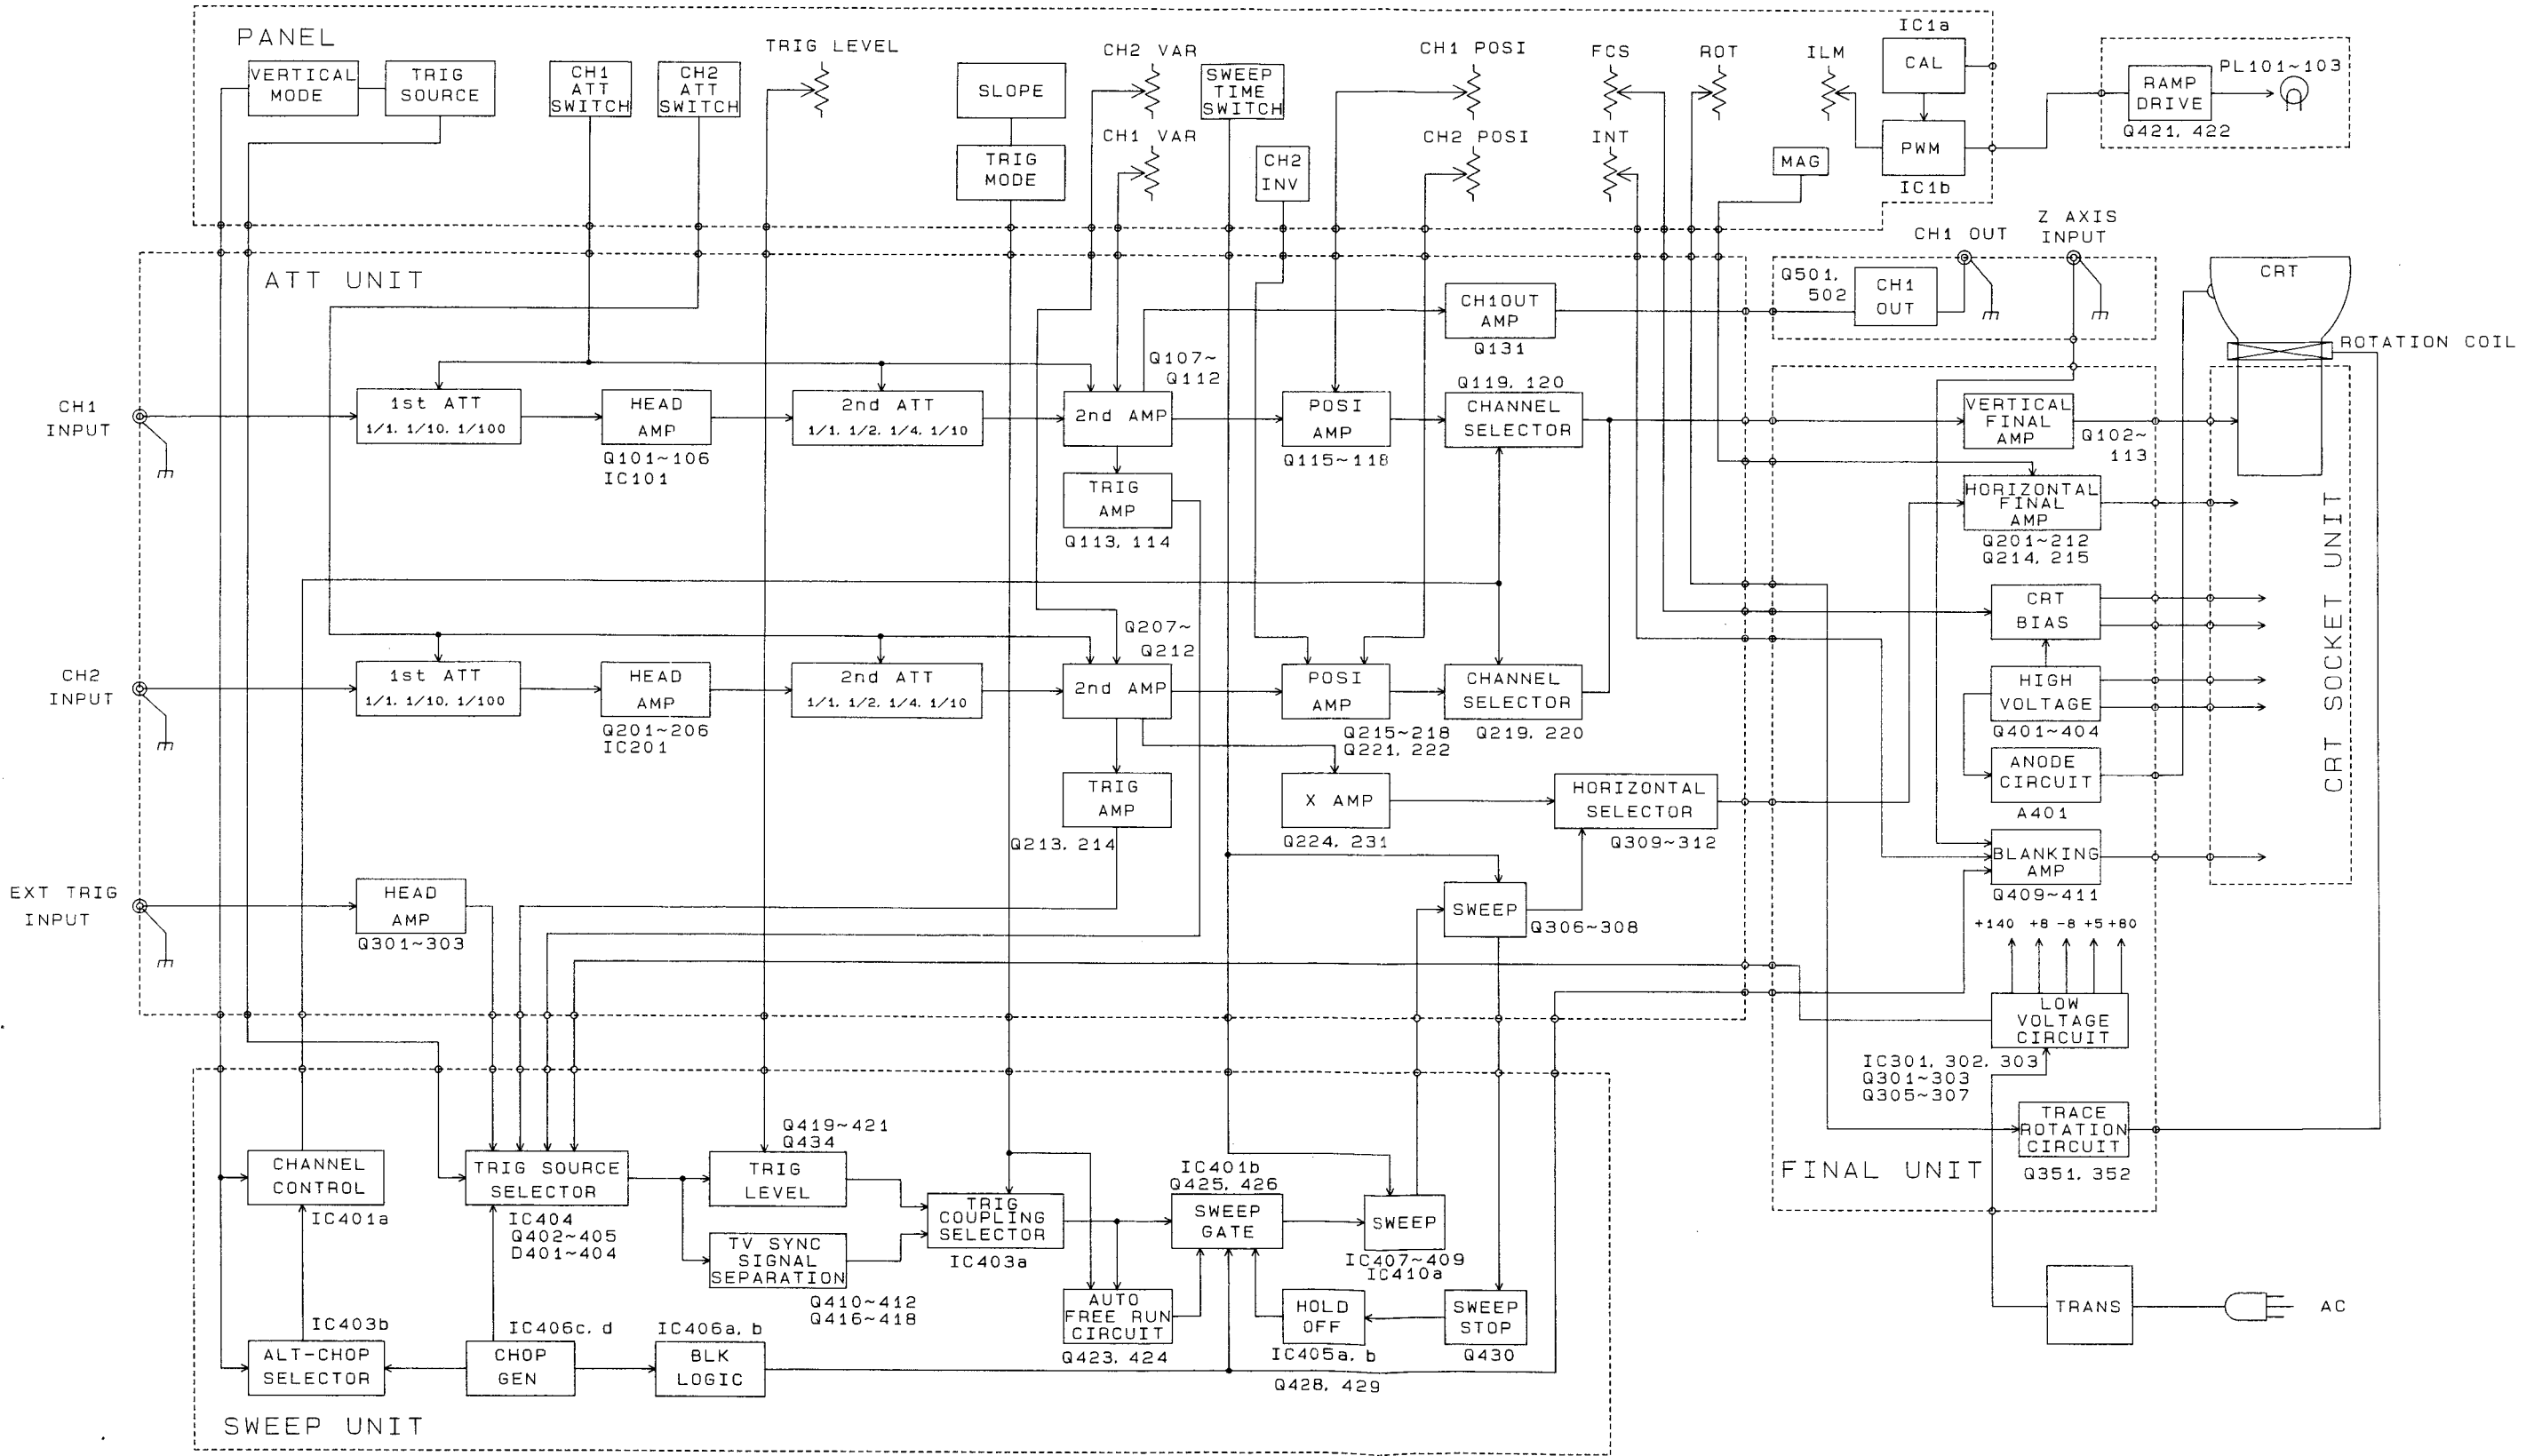 PANEL
VERTICAL
MODE
TRIG
SOURCE
CH1
ATT
SWITCH
CH2
ATT
SWITCH
TRIG LEVEL
SLOPE
TRIG
MODE
CH2 VAR
CH1 VAR
SWEEP
TIME
SWITCH
CH2
INV
CH1 POSI
CH2 POSI
FCS
INT
ROT
ILM
MAG
IC1a
CAL
PWM
IC1b
RAMP
DRIVE
Q421, 422
PL101~103
ATT UNIT
CH1
INPUT
1st ATT
1/1, 1/10, 1/100
HEAD
AMP
Q101~106
IC101
2nd ATT
1/1, 1/2, 1/4, 1/10
Q107~
Q112
2nd AMP
TRIG
AMP
Q113, 114
CH1OUT
AMP
Q131
POSI
AMP
Q115~118
Q119, 120
CHANNEL
SELECTOR
Q501,
502
CH1
OUT
CH1 OUT
Z AXIS
INPUT
CRT
ROTATION COIL
CH2
INPUT
1st ATT
1/1, 1/10, 1/100
HEAD
AMP
Q201~206
IC201
2nd ATT
1/1, 1/2, 1/4, 1/10
Q207~
Q212
2nd AMP
TRIG
AMP
Q213, 214
POSI
AMP
Q215~218
Q221, 222
CHANNEL
SELECTOR
Q219, 220
X AMP
Q224, 231
HORIZONTAL
SELECTOR
Q309~312
SWEEP
Q306~308
EXT TRIG
INPUT
HEAD
AMP
Q301~303
VERTICAL
FINAL
AMP
Q102~
113
HORIZONTAL
FINAL
AMP
Q201~212
Q214, 215
CRT
BIAS
HIGH
VOLTAGE
Q401~404
ANODE
CIRCUIT
A401
BLANKING
AMP
Q409~411
+140 +8 -8 +5 +80
LOW
VOLTAGE
CIRCUIT
IC301, 302, 303
Q301~303
Q305~307
TRACE
ROTATION
CIRCUIT
Q351, 352
FINAL UNIT
CRT SOCKET UNIT
TRANS
AC
CHANNEL
CONTROL
IC401a
TRIG SOURCE
SELECTOR
IC404
Q402~405
D401~404
Q419~421
Q434
TRIG
LEVEL
TV SYNC
SIGNAL
SEPARATION
Q410~412
Q416~418
TRIG
COUPLING
SELECTOR
IC403a
AUTO
FREE RUN
CIRCUIT
Q423, 424
IC401b
Q425, 426
SWEEP
GATE
SWEEP
IC407~409
IC410a
HOLD
OFF
IC405a, b
Q428, 429
SWEEP
STOP
Q430
IC403b
ALT-CHOP
SELECTOR
IC406c, d
CHOP
GEN
IC406a, b
BLK
LOGIC
SWEEP UNIT